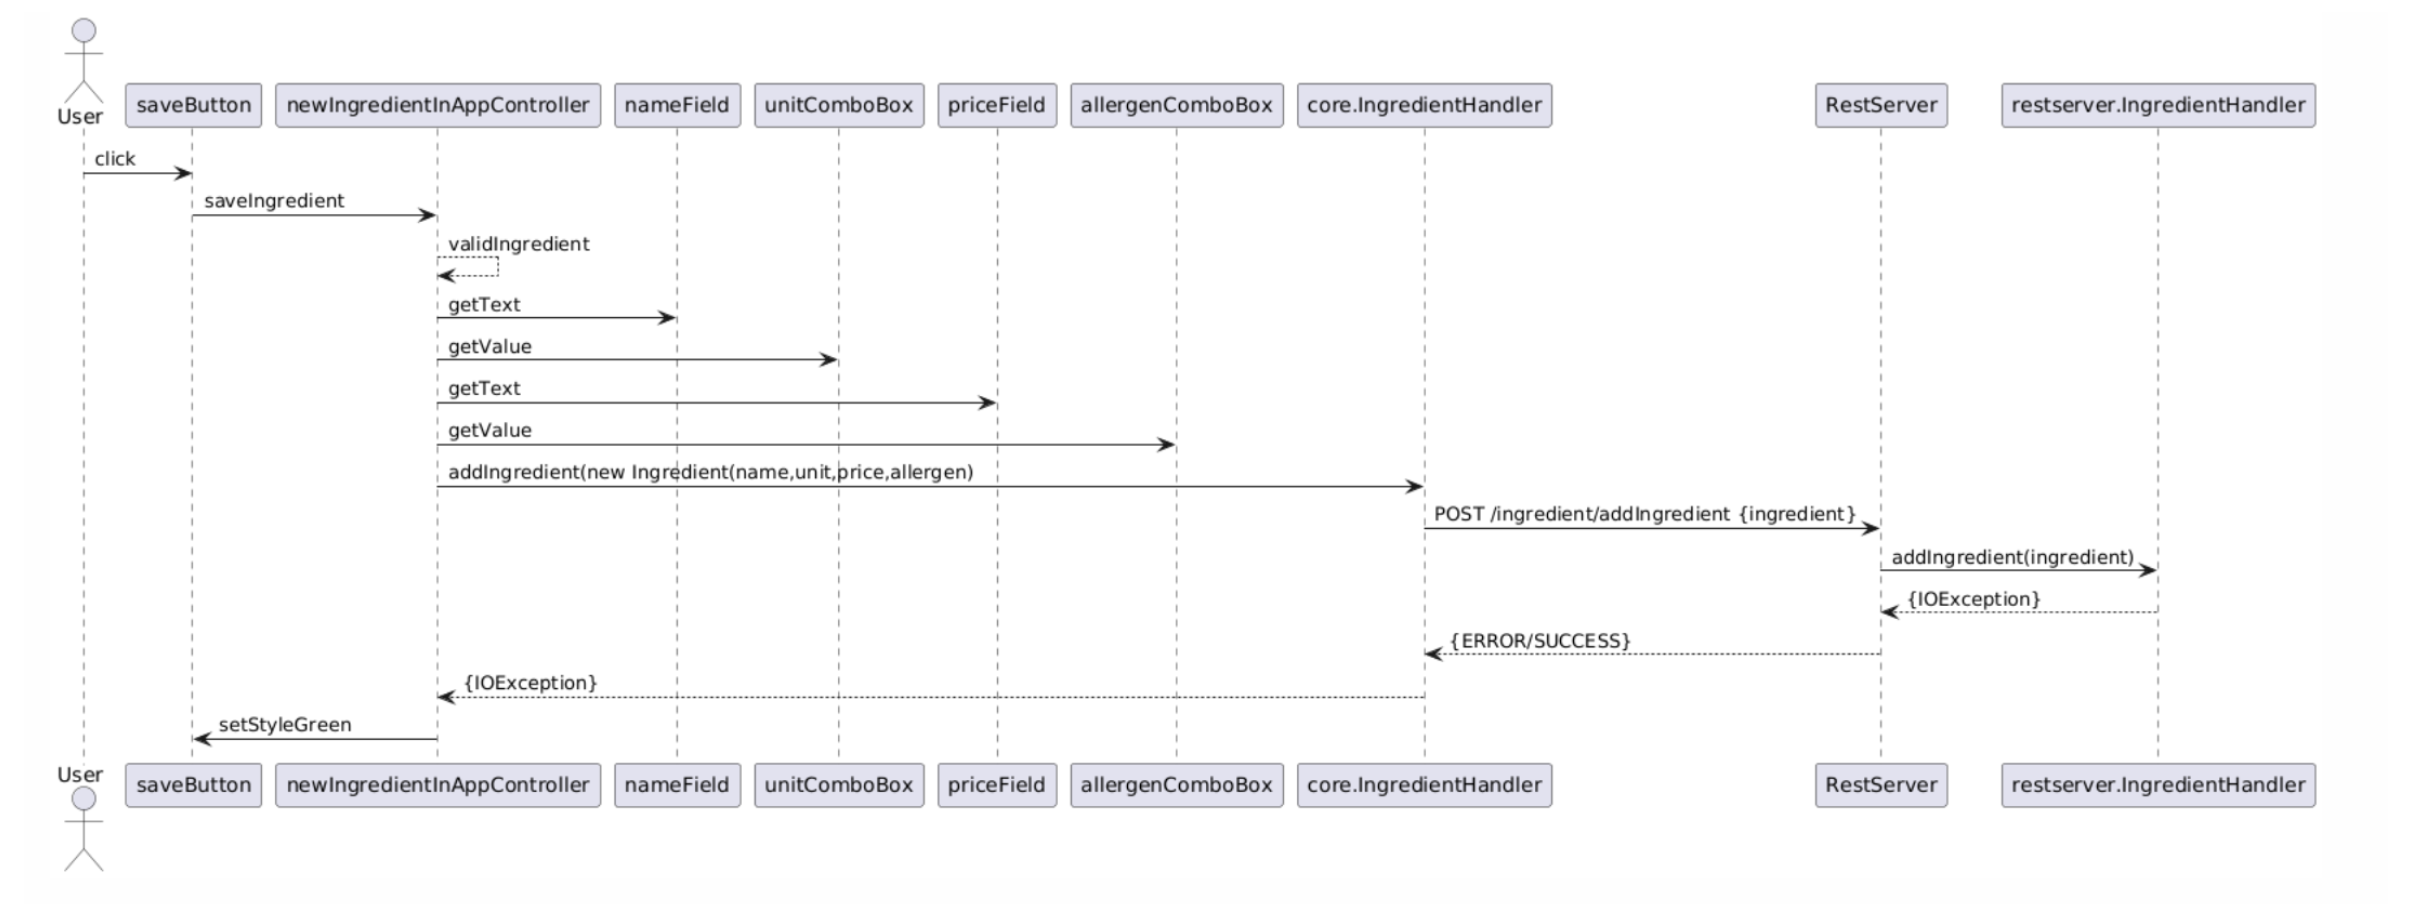 User
saveButton
newIngredientInAppController
nameField
unitComboBox
priceField
allergenComboBox
core.IngredientHandler
RestServer
restserver.IngredientHandler
click
saveIngredient
validIngredient
getText
getValue
getText
getValue
addIngredient(new Ingredient(name,unit,price,allergen)
POST /ingredient/addIngredient {ingredient}
addIngredient(ingredient)
{IOException}
{ERROR/SUCCESS}
{IOException}
setStyleGreen
User
saveButton
newIngredientInAppController
nameField
unitComboBox
priceField
allergenComboBox
core.IngredientHandler
RestServer
restserver.IngredientHandler